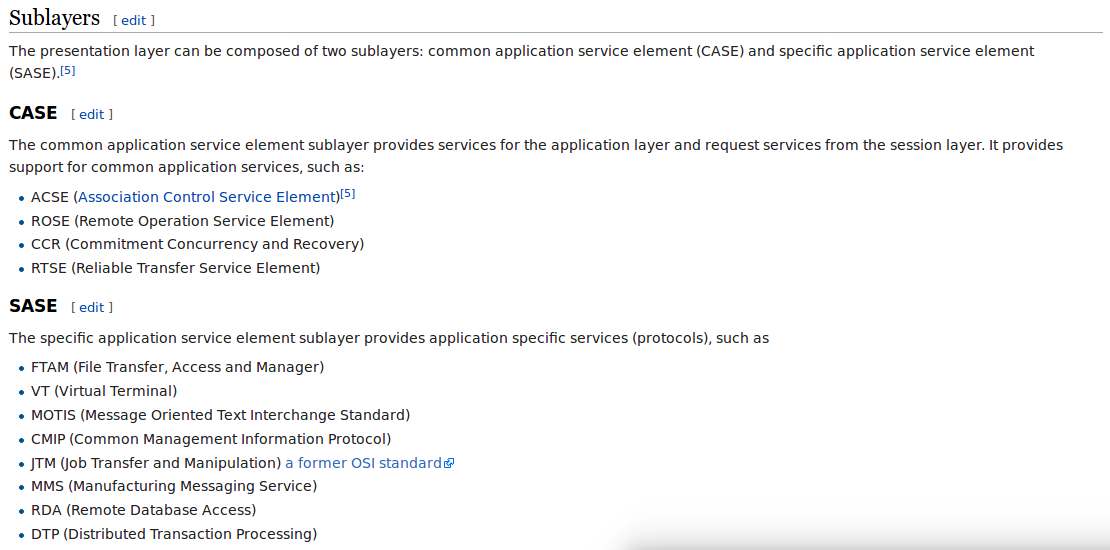 Sublayers [ edit ]
The presentation layer can be composed of two sublayers: common application service element (CASE) and specific application service element
(SASE).[5]
CASE [ edit ]
The common application service element sublayer provides services for the application layer and request services from the session layer. It provides
support for common application services, such as:
• ACSE (Association Control Service Element)[5]
• ROSE (Remote Operation Service Element)
• CCR (Commitment Concurrency and Recovery)
• RTSE (Reliable Transfer Service Element)
SASE [ edit ]
The specific application service element sublayer provides application specific services (protocols), such as
• FTAM (File Transfer, Access and Manager)
• VT (Virtual Terminal)
• MOTIS (Message Oriented Text Interchange Standard)
• CMIP (Common Management Information Protocol)
• JTM (Job Transfer and Manipulation) a former OSI standard
• MMS (Manufacturing Messaging Service)
• RDA (Remote Database Access)
• DTP (Distributed Transaction Processing)